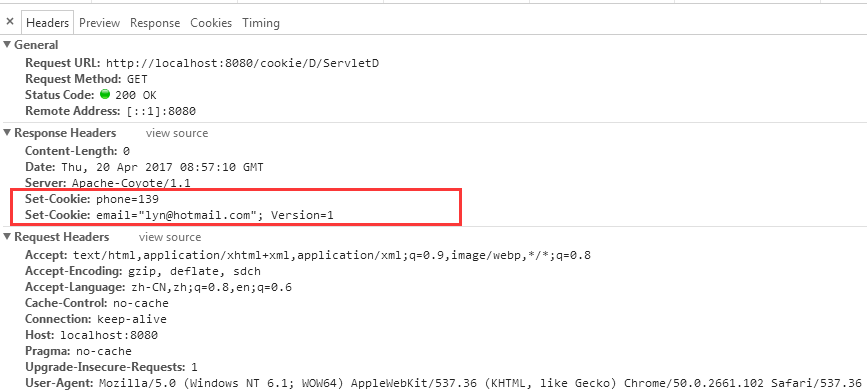 × Headers Preview Response Cookies Timing
▼ General
Request URL: http://localhost:8080/cookie/D/ServletD
Request Method: GET
Status Code: 200 OK
Remote Address: [::1]:8080
▼ Response Headers view source
Content-Length: 0
Date: Thu, 20 Apr 2017 08:57:10 GMT
Server: Apache-Coyote/1.1
Set-Cookie: phone=139
Set-Cookie: email="lyn@hotmail.com"; Version=1
▼ Request Headers view source
Accept: text/html,application/xhtml+xml,application/xml;q=0.9,image/webp,*/*;q=0.8
Accept-Encoding: gzip, deflate, sdch
Accept-Language: zh-CN,zh;q=0.8,en;q=0.6
Cache-Control: no-cache
Connection: keep-alive
Host: localhost:8080
Pragma: no-cache
Upgrade-Insecure-Requests: 1
User-Agent: Mozilla/5.0 (Windows NT 6.1; WOW64) AppleWebKit/537.36 (KHTML, like Gecko) Chrome/50.0.2661.102 Safari/537.36